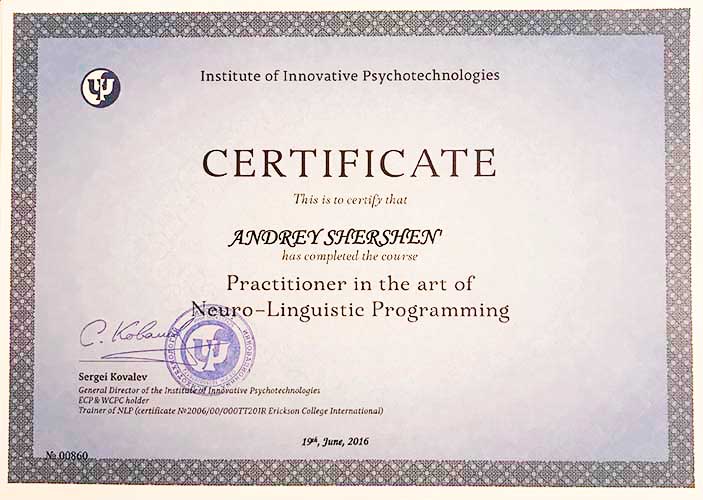 Institute of Innovative Psychotechnologies
CERTIFICATE
This is to certify that
ANDREY SHERSHEN'
has completed the course
Practitioner in the art of
Neuro-Linguistic Programming
С. Ковалев
Sergei Kovalev
General Director of the Institute of Innovative Psychotechnologies
ECP & WCPC holder
Trainer of NLP (certificate №2006/00/000TT201R Erickson College International)
19th, June, 2016
№ 00860